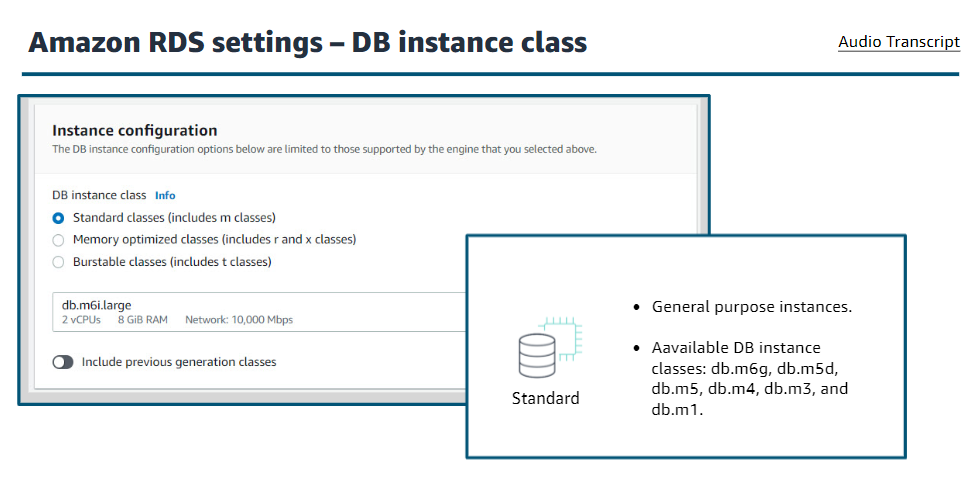 Amazon RDS settings – DB instance class
Audio Transcript
Instance configuration
The DB instance configuration options below are limited to those supported by the engine that you selected above.
DB instance class Info
Standard classes (includes m classes)
Memory optimized classes (includes r and x classes)
Burstable classes (includes t classes)
db.m6i.large
2 vCPUs 8 GiB RAM Network: 10,000 Mbps
Include previous generation classes
Standard
• General purpose instances.
• Aavailable DB instance
classes: db.m6g, db.m5d,
db.m5, db.m4, db.m3, and
db.m1.